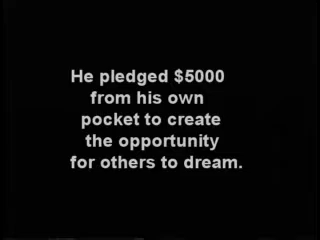 He pledged $5000
from his own
pocket to create
the opportunity
for others to dream.